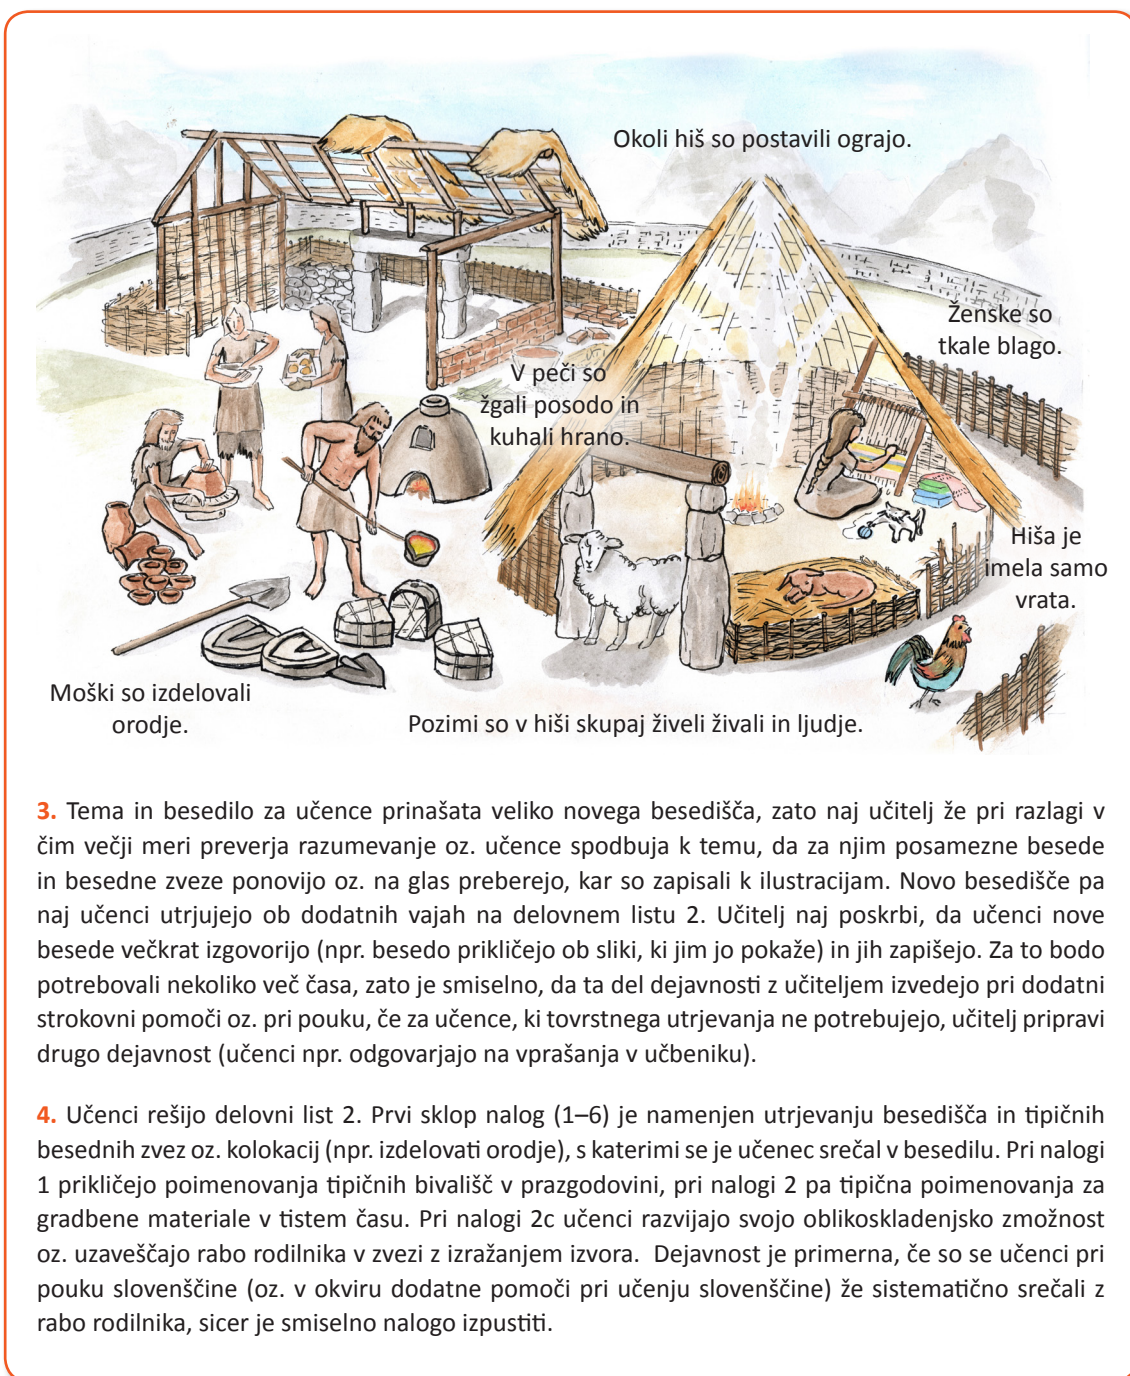 Okoli hiš so postavili ograjo.
Ženske so
tkale blago.
V peči so
žgali posodo in
kuhali hrano.
Hiša je
imela samo
vrata.
Moški so izdelovali
orodje.
Pozimi so v hiši skupaj živeli živali in ljudje.
3. Tema in besedilo za učence prinašata veliko novega besedišča, zato naj učitelj že pri razlagi v
čim večji meri preverja razumevanje oz. učence spodbuja k temu, da za njim posamezne besede
in besedne zveze ponovijo oz. na glas preberejo, kar so zapisali k ilustracijam. Novo besedišče pa
naj učenci utrjujejo ob dodatnih vajah na delovnem listu 2. Učitelj naj poskrbi, da učenci nove
besede večkrat izgovorijo (npr. besedo prikličejo ob sliki, ki jim jo pokaže) in jih zapišejo. Za to bodo
potrebovali nekoliko več časa, zato je smiselno, da ta del dejavnosti z učiteljem izvedejo pri dodatni
strokovni pomoči oz. pri pouku, če za učence, ki tovrstnega utrjevanja ne potrebujejo, učitelj pripravi
drugo dejavnost (učenci npr. odgovarjajo na vprašanja v učbeniku).
4. Učenci rešijo delovni list 2. Prvi sklop nalog (1–6) je namenjen utrjevanju besedišča in tipičnih
besednih zvez oz. kolokacij (npr. izdelovati orodje), s katerimi se je učenec srečal v besedilu. Pri nalogi
1 prikličejo poimenovanja tipičnih bivališč v prazgodovini, pri nalogi 2 pa tipična poimenovanja za
gradbene materiale v tistem času. Pri nalogi 2c učenci razvijajo svojo oblikoskladenjsko zmožnost
oz. uzaveščajo rabo rodilnika v zvezi z izražanjem izvora. Dejavnost je primerna, če so se učenci pri
pouku slovenščine (oz. v okviru dodatne pomoči pri učenju slovenščine) že sistematično srečali z
rabo rodilnika, sicer je smiselno nalogo izpustiti.